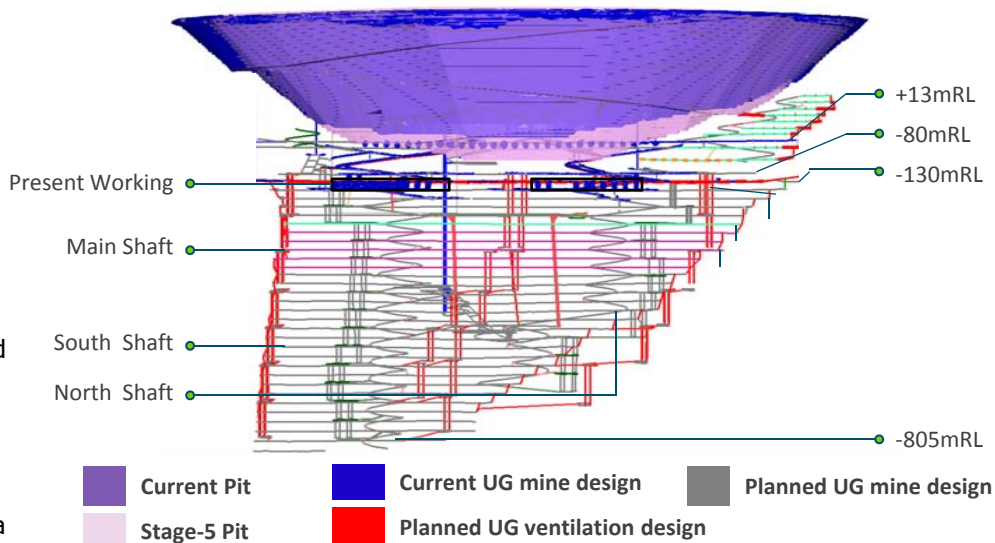 +13mRL
-80mRL
-130mRL
Present Working
Main Shaft
d
South Shaft
North Shaft
-805mRL
Current Pit
Current UG mine design
Planned UG mine design
Stage-5 Pit
Planned UG ventilation design
a